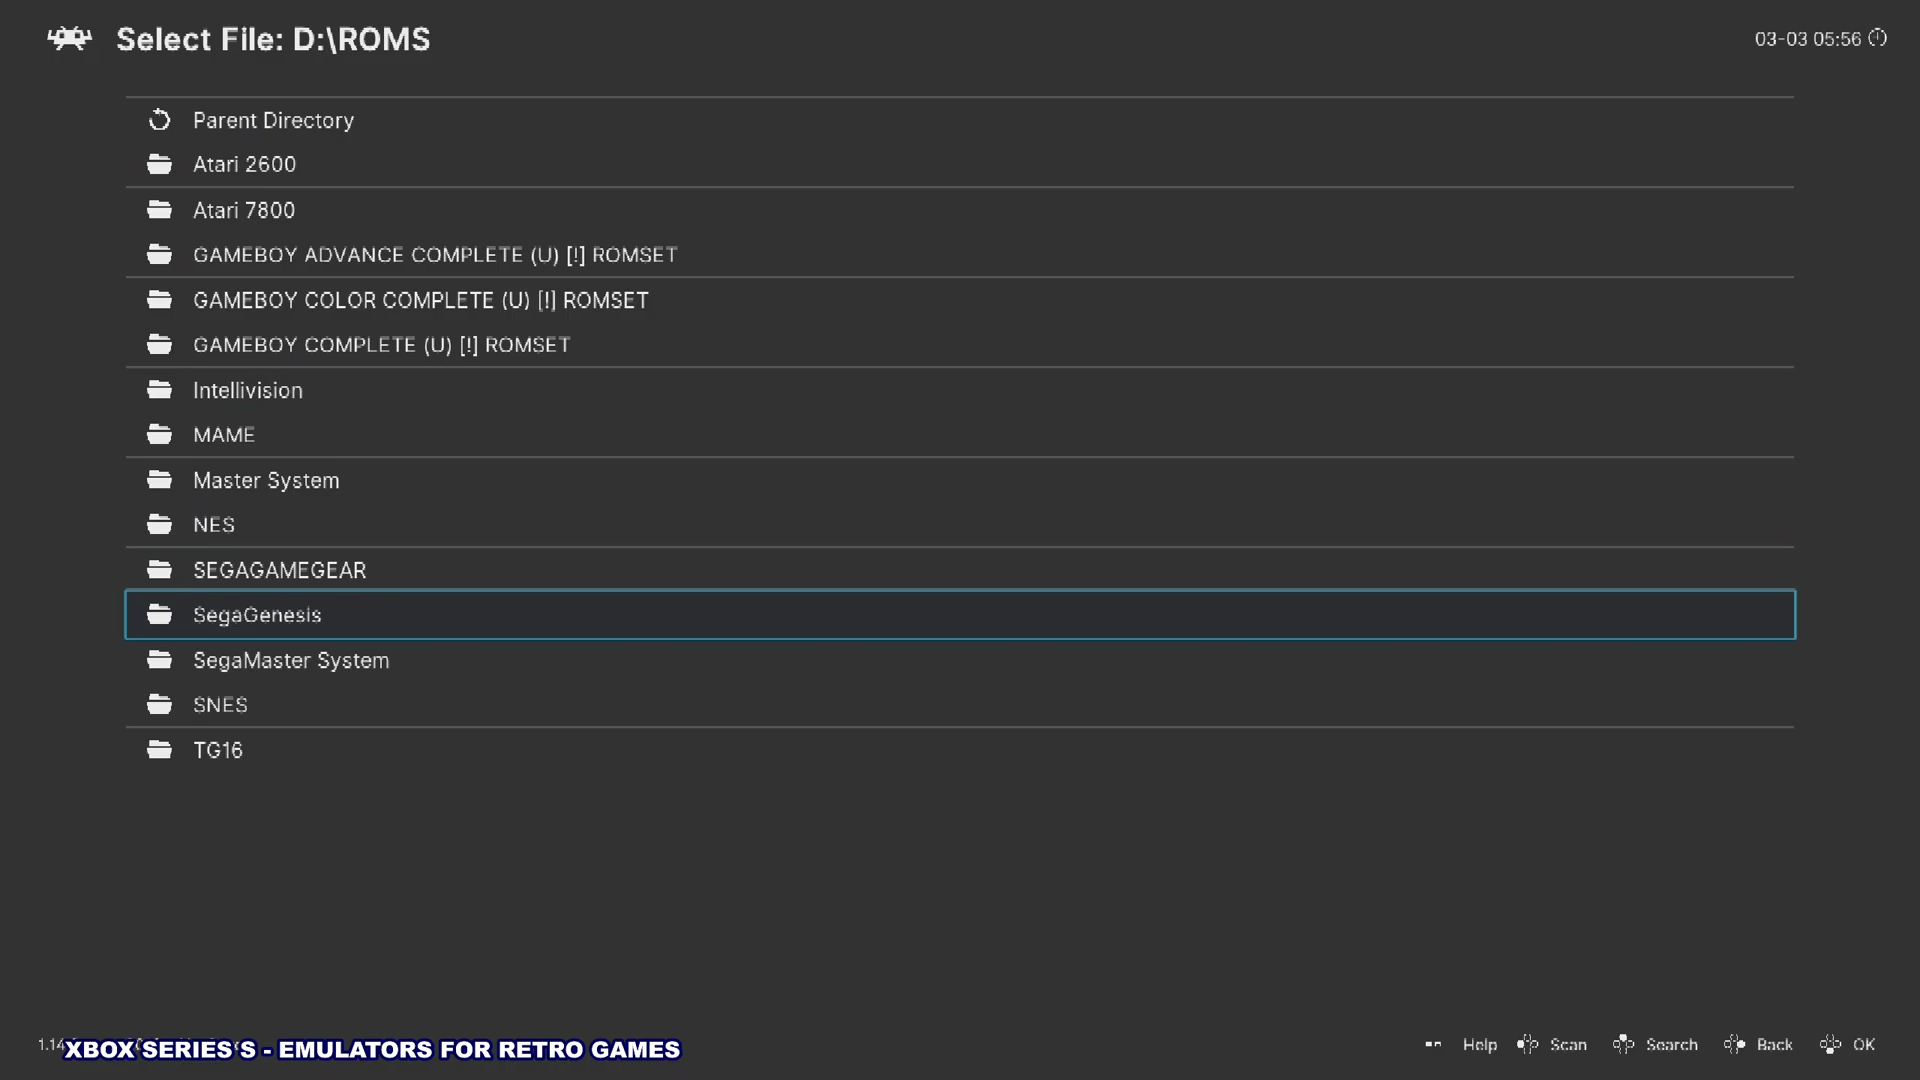 Select File: D:\ROMS
03-03 05:56
Parent Directory
Atari 2600
Atari 7800
GAMEBOY ADVANCE COMPLETE (U) [!] ROMSET
GAMEBOY COLOR COMPLETE (U) [!] ROMSET
GAMEBOY COMPLETE (U) [!] ROMSET
Intellivision
MAME
Master System
NES
SEGAGAMEGEAR
SegaGenesis
SegaMaster System
SNES
TG16
1.14
XBOX SERIES S - EMULATORS FOR RETRO GAMES
Help Scan Search Back OK